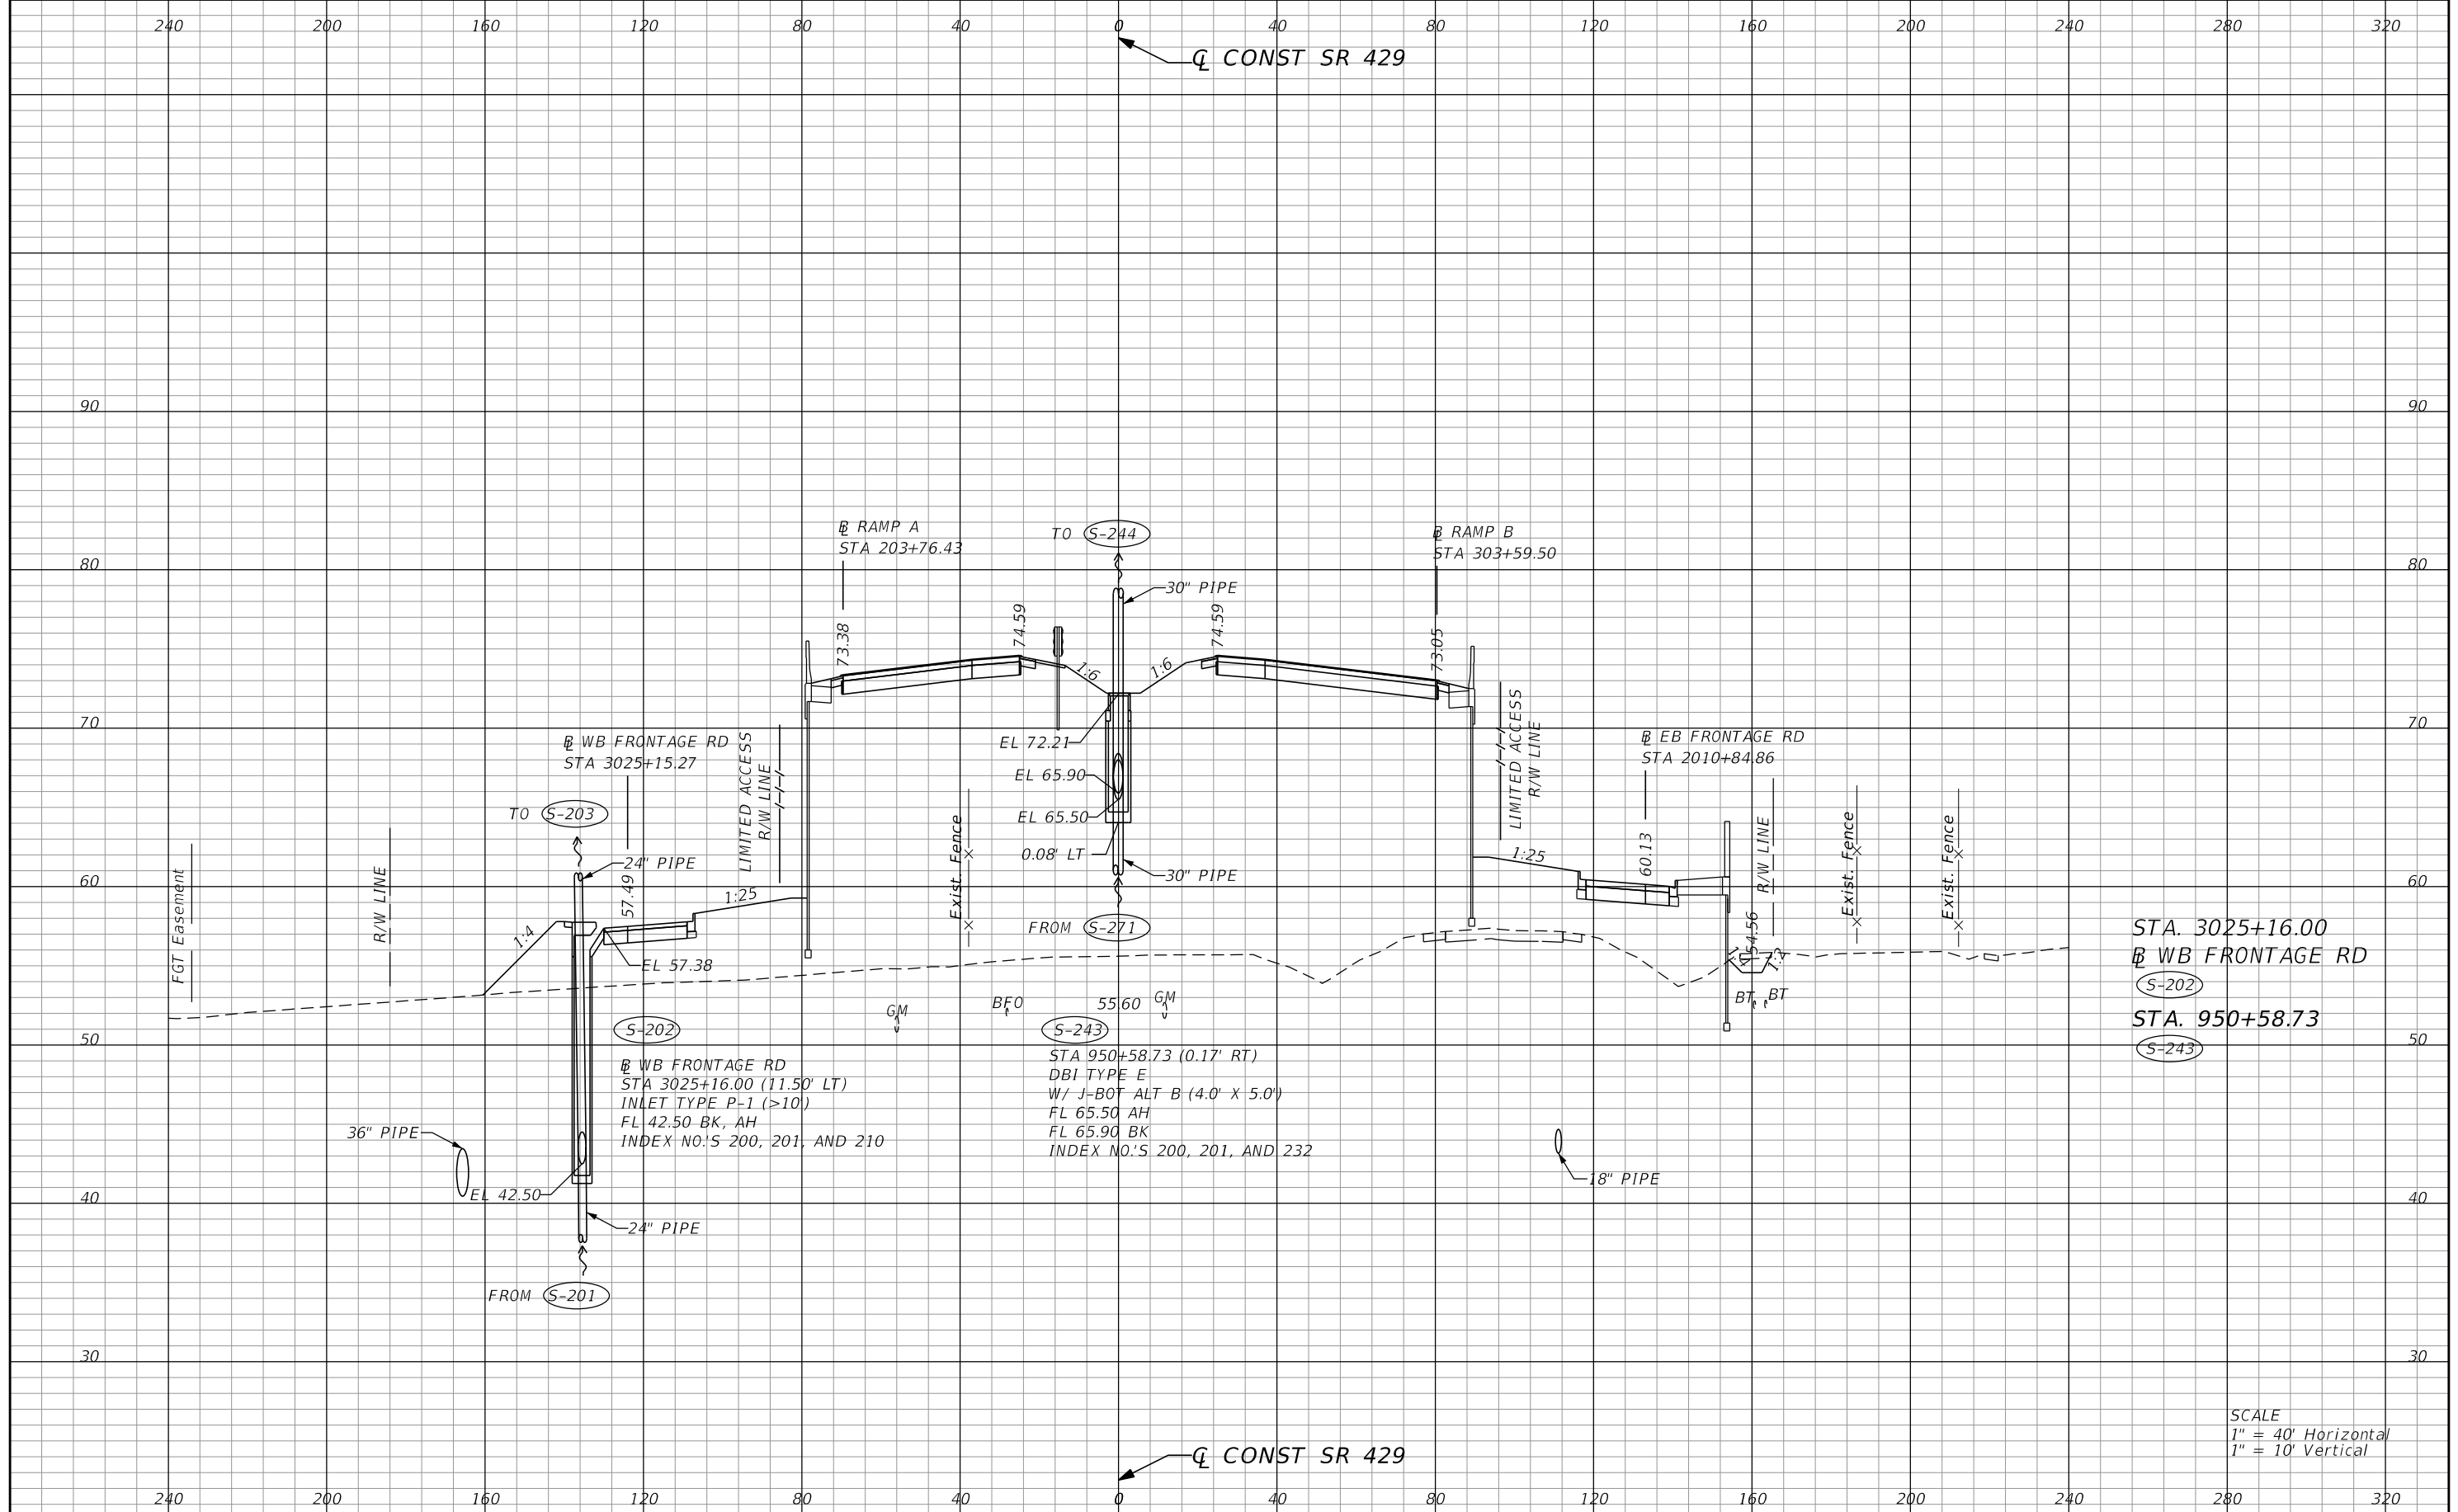 240 200 160 120 80 40 0 40 80 120 160 200 240 280 320
℄ CONST SR 429
90 90
80 80
70 70
60 60
50 50
40 40
30 30
FGT Easement
R/W LINE
TO S-203
24" PIPE
1:4
B WB FRONTAGE RD
STA 3025+15.27
57.49
EL 57.38
1:25
LIMITED ACCESS
R/W LINE
B RAMP A
STA 203+76.43
73.38
74.59
Exist. Fence
1:6
TO S-244
30" PIPE
1:6
74.59
EL 72.21
EL 65.90
EL 65.50
0.08' LT
30" PIPE
FROM S-271
B RAMP B
STA 303+59.50
73.05
LIMITED ACCESS
R/W LINE
1:25
B EB FRONTAGE RD
STA 2010+84.86
60.13
R/W LINE
54.56
1:2
Exist. Fence
Exist. Fence
BT BT
GM
BFO
55.60
GM
S-202
B WB FRONTAGE RD
STA 3025+16.00 (11.50' LT)
INLET TYPE P-1 (>10')
FL 42.50 BK, AH
INDEX NO.'S 200, 201, AND 210
S-243
STA 950+58.73 (0.17' RT)
DBI TYPE E
W/ J-BOT ALT B (4.0' X 5.0')
FL 65.50 AH
FL 65.90 BK
INDEX NO.'S 200, 201, AND 232
36" PIPE
EL 42.50
24" PIPE
FROM S-201
18" PIPE
STA. 3025+16.00
B WB FRONTAGE RD
S-202
STA. 950+58.73
S-243
SCALE
1" = 40' Horizontal
1" = 10' Vertical
℄ CONST SR 429
240 200 160 120 80 40 0 40 80 120 160 200 240 280 320